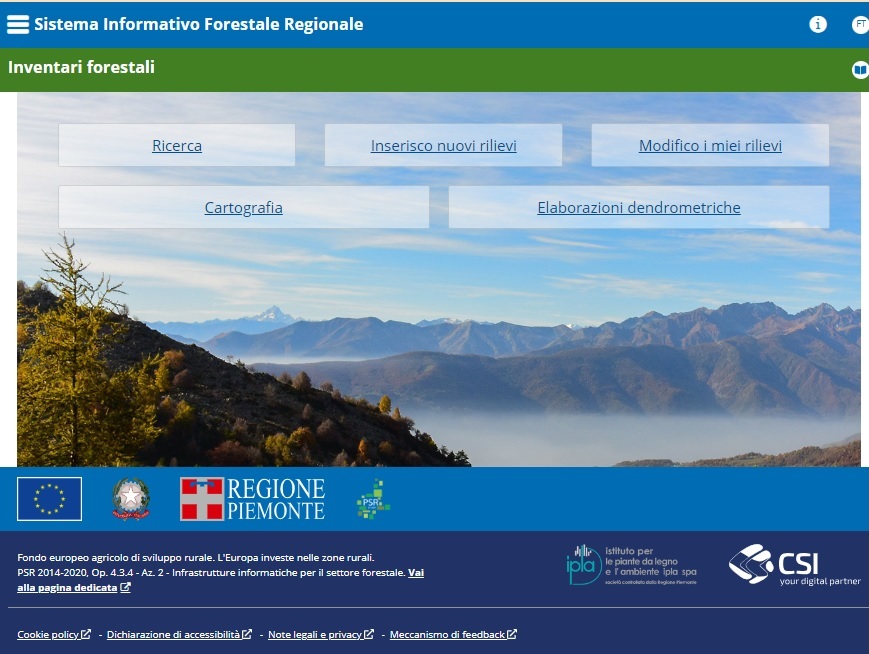 Sistema Informativo Forestale Regionale
i
FT
Inventari forestali
Ricerca
Inserisco nuovi rilievi
Modifico i miei rilievi
Cartografia
Elaborazioni dendrometriche
REGIONE
PIEMONTE
PSR
Fondo europeo agricolo di sviluppo rurale. L'Europa investe nelle zone rurali.
PSR 2014-2020, Op. 4.3.4 - Az. 2 - Infrastrutture informatiche per il settore forestale. Vai
alla pagina dedicata
ipla
istituto per
le piante da legno
e l'ambiente ipla spa
società controllata dalla Regione Piemonte
CSI
your digital partner
Cookie policy - Dichiarazione di accessibilità - Note legali e privacy - Meccanismo di feedback